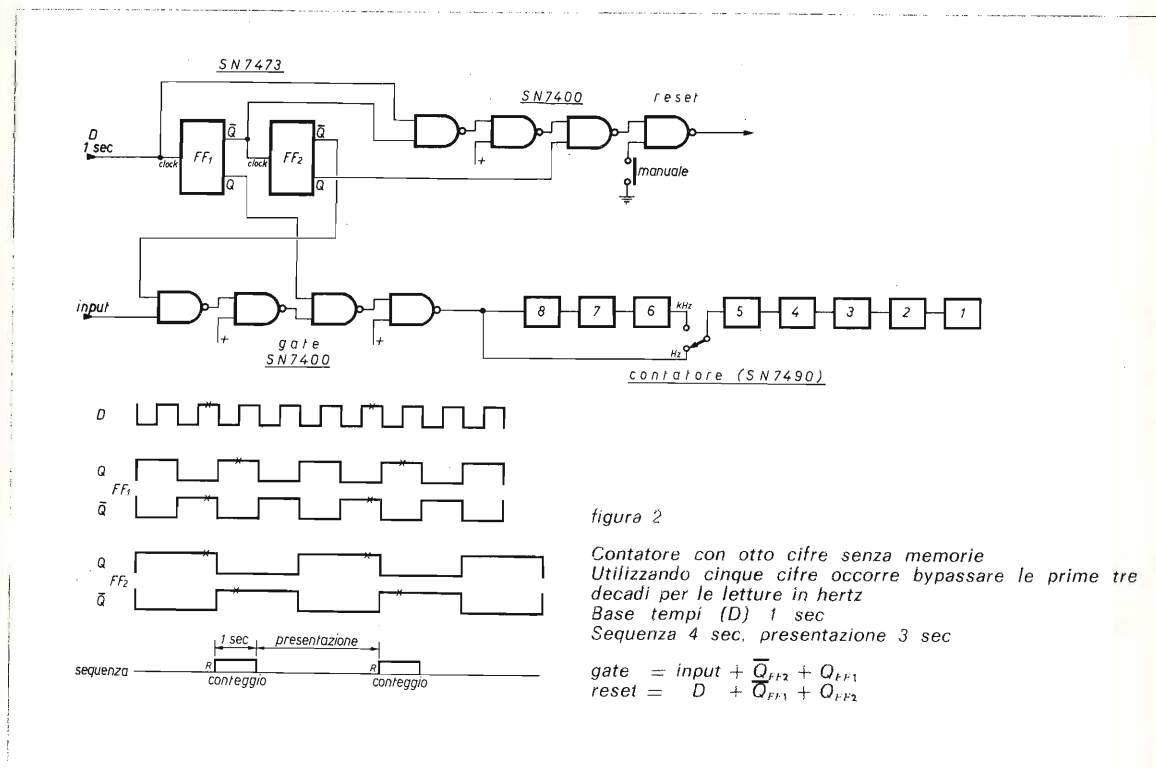 SN7473
SN7400
reset
D
1 sec
clock
FF1
Q̅
Q
clock
FF2
Q̅
Q
+
manuale
input
+
gate
SN7400
+
8
7
6
kHz
Hz
5
4
3
2
1
contatore (SN7490)
D
Q
FF1
Q̅
Q
FF2
Q̅
1 sec
presentazione
sequenza
R
conteggio
R
conteggio
figura 2
Contatore con otto cifre senza memorie
Utilizzando cinque cifre occorre bypassare le prime tre
decadi per le letture in hertz
Base tempi (D) 1 sec
Sequenza 4 sec, presentazione 3 sec
gate = input + Q̅FF2 + QFF1
reset = D + Q̅FF1 + QFF2